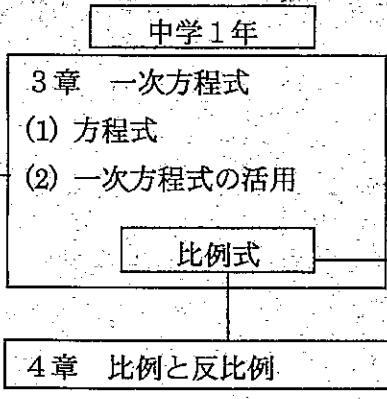 中学1年
3章 一次方程式
(1) 方程式
(2) 一次方程式の活用
比例式
4章 比例と反比例